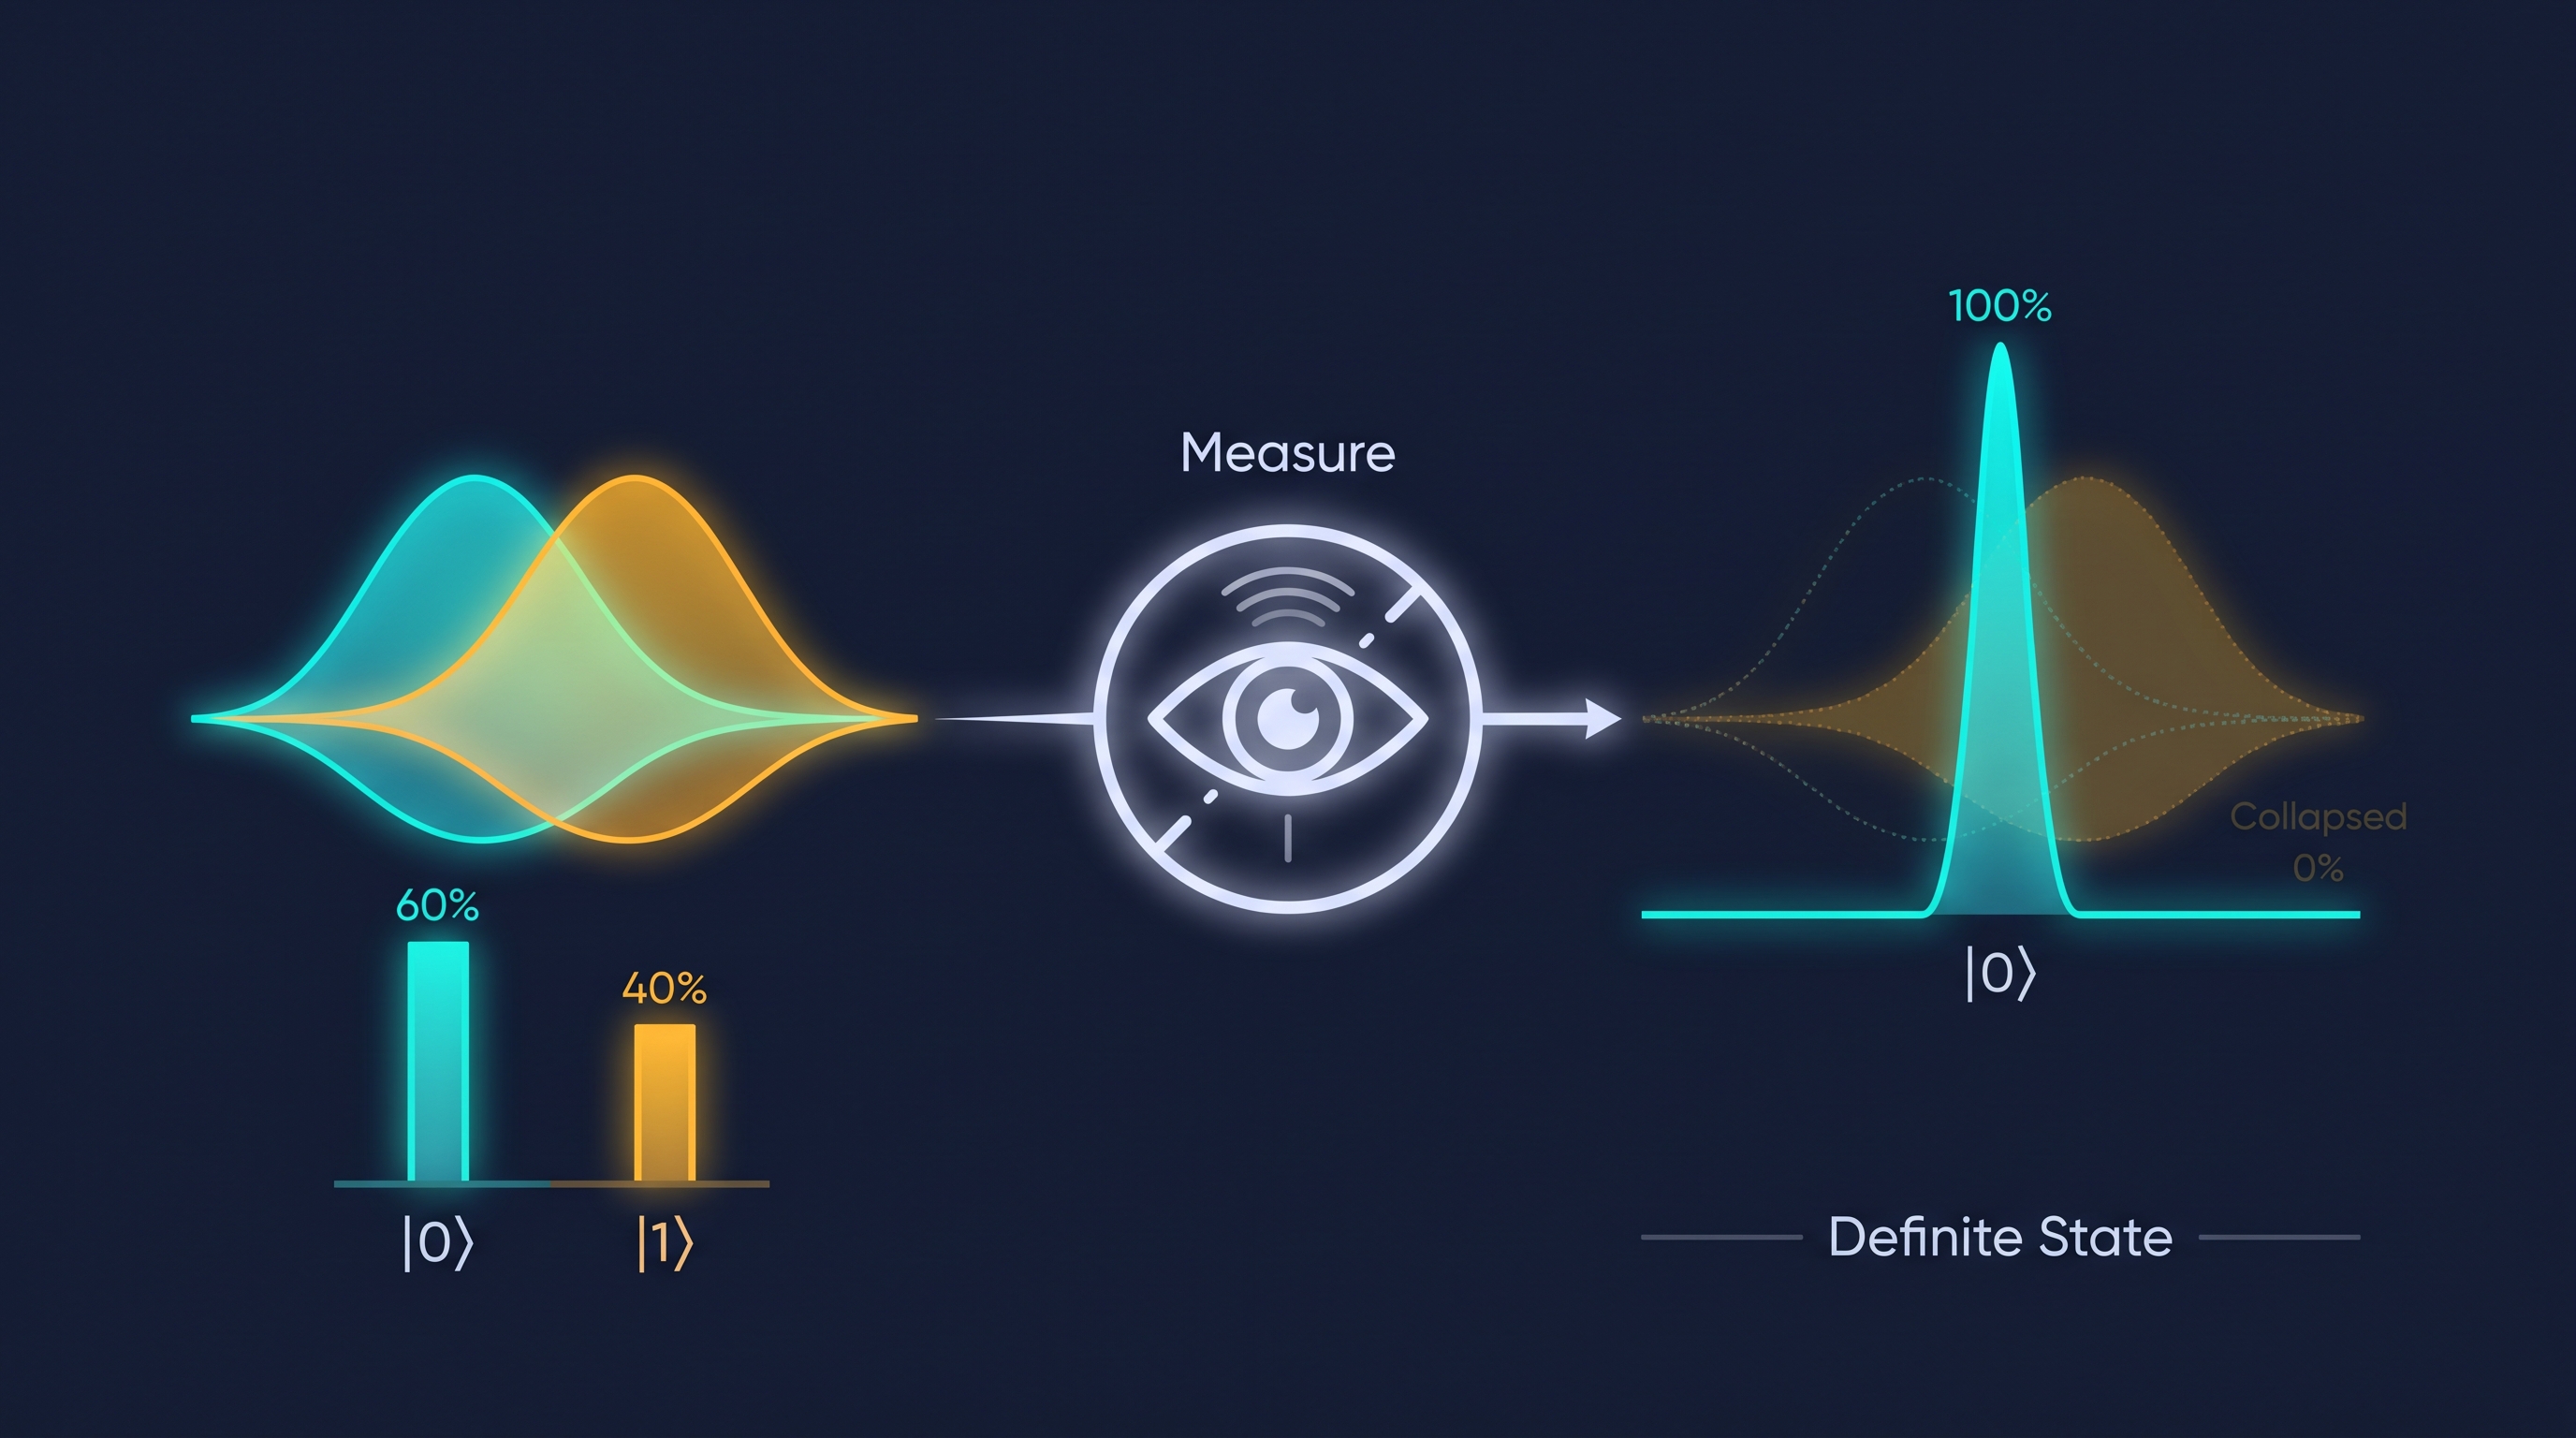 60%
40%
|0⟩
|1⟩
Measure
100%
Collapsed
0%
|0⟩
Definite State